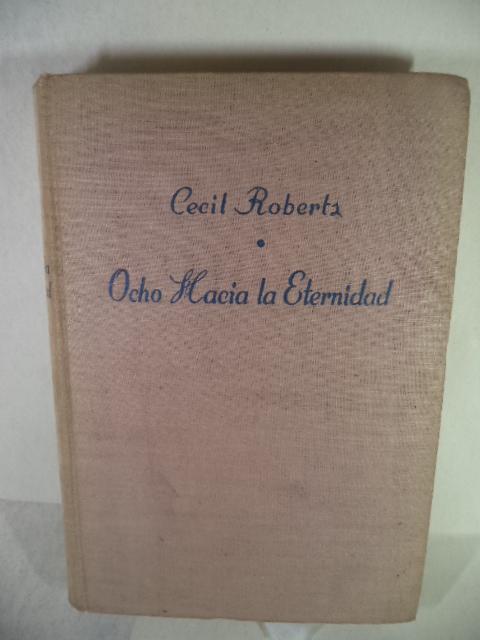 Cecil Roberts
•
Ocho Hacia la Eternidad